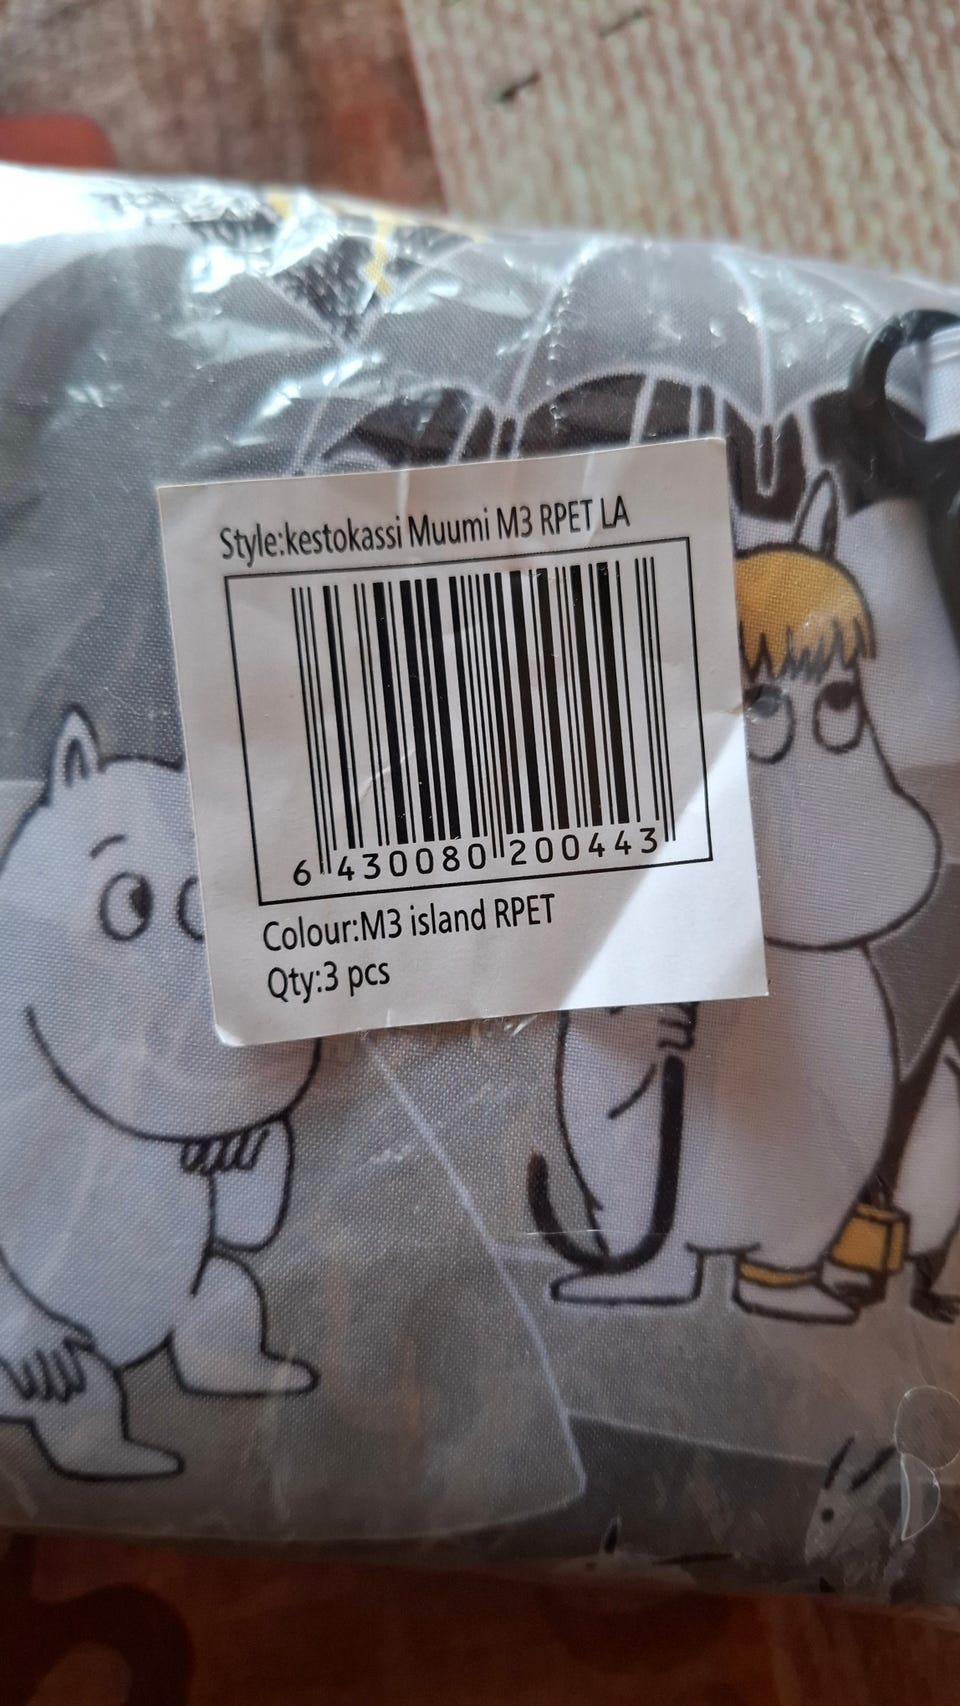 Style:kestokassi Muumi M3 RPET LA
6 430080 200443
Colour:M3 island RPET
Qty:3 pcs